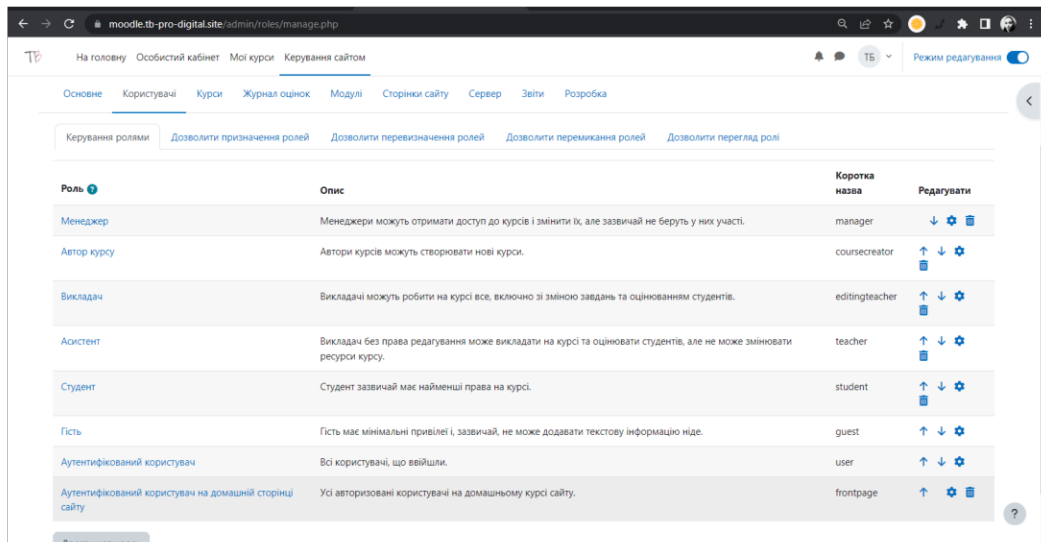 moodle.tb-pro-digital.site/admin/roles/manage.php
ТБ На головну Особистий кабінет Мої курси Керування сайтом ТБ Режим редагування
Основне Користувачі Курси Журнал оцінок Модулі Сторінки сайту Сервер Звіти Розробка
Керування ролями Дозволити призначення ролей Дозволити перевизначення ролей Дозволити перемикання ролей Дозволити перегляд ролі
Роль ? Опис Коротка назва Редагувати
Менеджер Менеджери можуть отримати доступ до курсів і змінити їх, але зазвичай не беруть у них участі. manager
Автор курсу Автори курсів можуть створювати нові курси. coursecreator
Викладач Викладачі можуть робити на курсі все, включно зі зміною завдань та оцінюванням студентів. editingteacher
Асистент Викладач без права редагування може викладати на курсі та оцінювати студентів, але не може змінювати teacher
ресурси курсу.
Студент Студент зазвичай має найменші права на курсі. student
Гість Гість має мінімальні привілеї і, зазвичай, не може додавати текстову інформацію ніде. guest
Аутентифікований користувач Всі користувачі, що ввійшли. user
Аутентифікований користувач на домашній сторінці Усі авторизовані користувачі на домашньому курсі сайту. frontpage
сайту
?